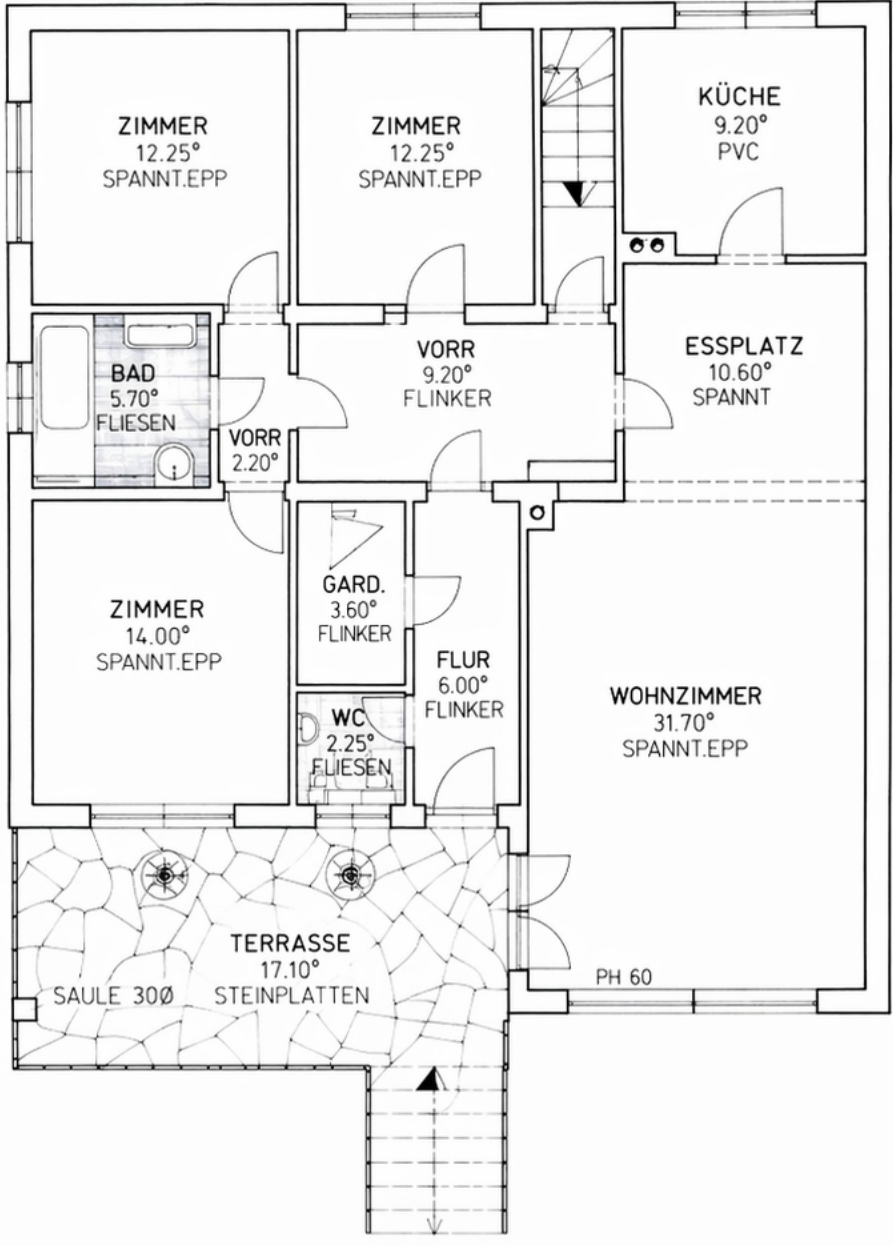 ZIMMER
12.25°
SPANNT.EPP
ZIMMER
12.25°
SPANNT.EPP
KÜCHE
9.20°
PVC
BAD
5.70°
FLIESEN
VORR
2.20°
VORR
9.20°
FLINKER
ESSPLATZ
10.60°
SPANNT
ZIMMER
14.00°
SPANNT.EPP
GARD.
3.60°
FLINKER
FLUR
6.00°
FLINKER
WC
2.25°
FLIESEN
WOHNZIMMER
31.70°
SPANNT.EPP
PH 60
TERRASSE
17.10°
STEINPLATTEN
SAULE 30Ø